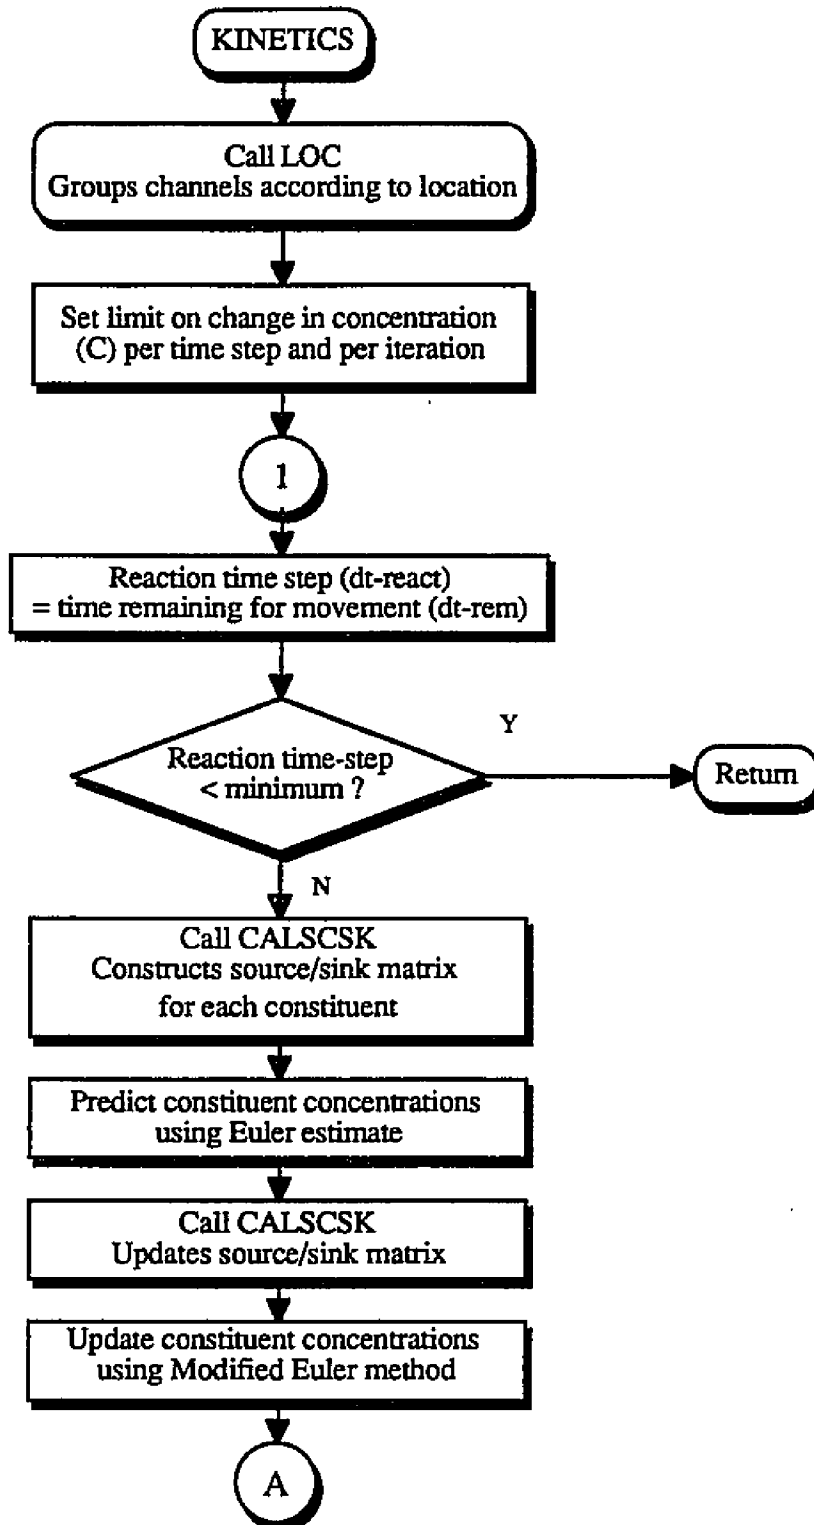 KINETICS
Call LOC
Groups channels according to location
Set limit on change in concentration
(C) per time step and per iteration
1
Reaction time step (dt-react)
= time remaining for movement (dt-rem)
Reaction time-step
< minimum ?
Y
Return
N
Call CALSCSK
Constructs source/sink matrix
for each constituent
Predict constituent concentrations
using Euler estimate
Call CALSCSK
Updates source/sink matrix
Update constituent concentrations
using Modified Euler method
A